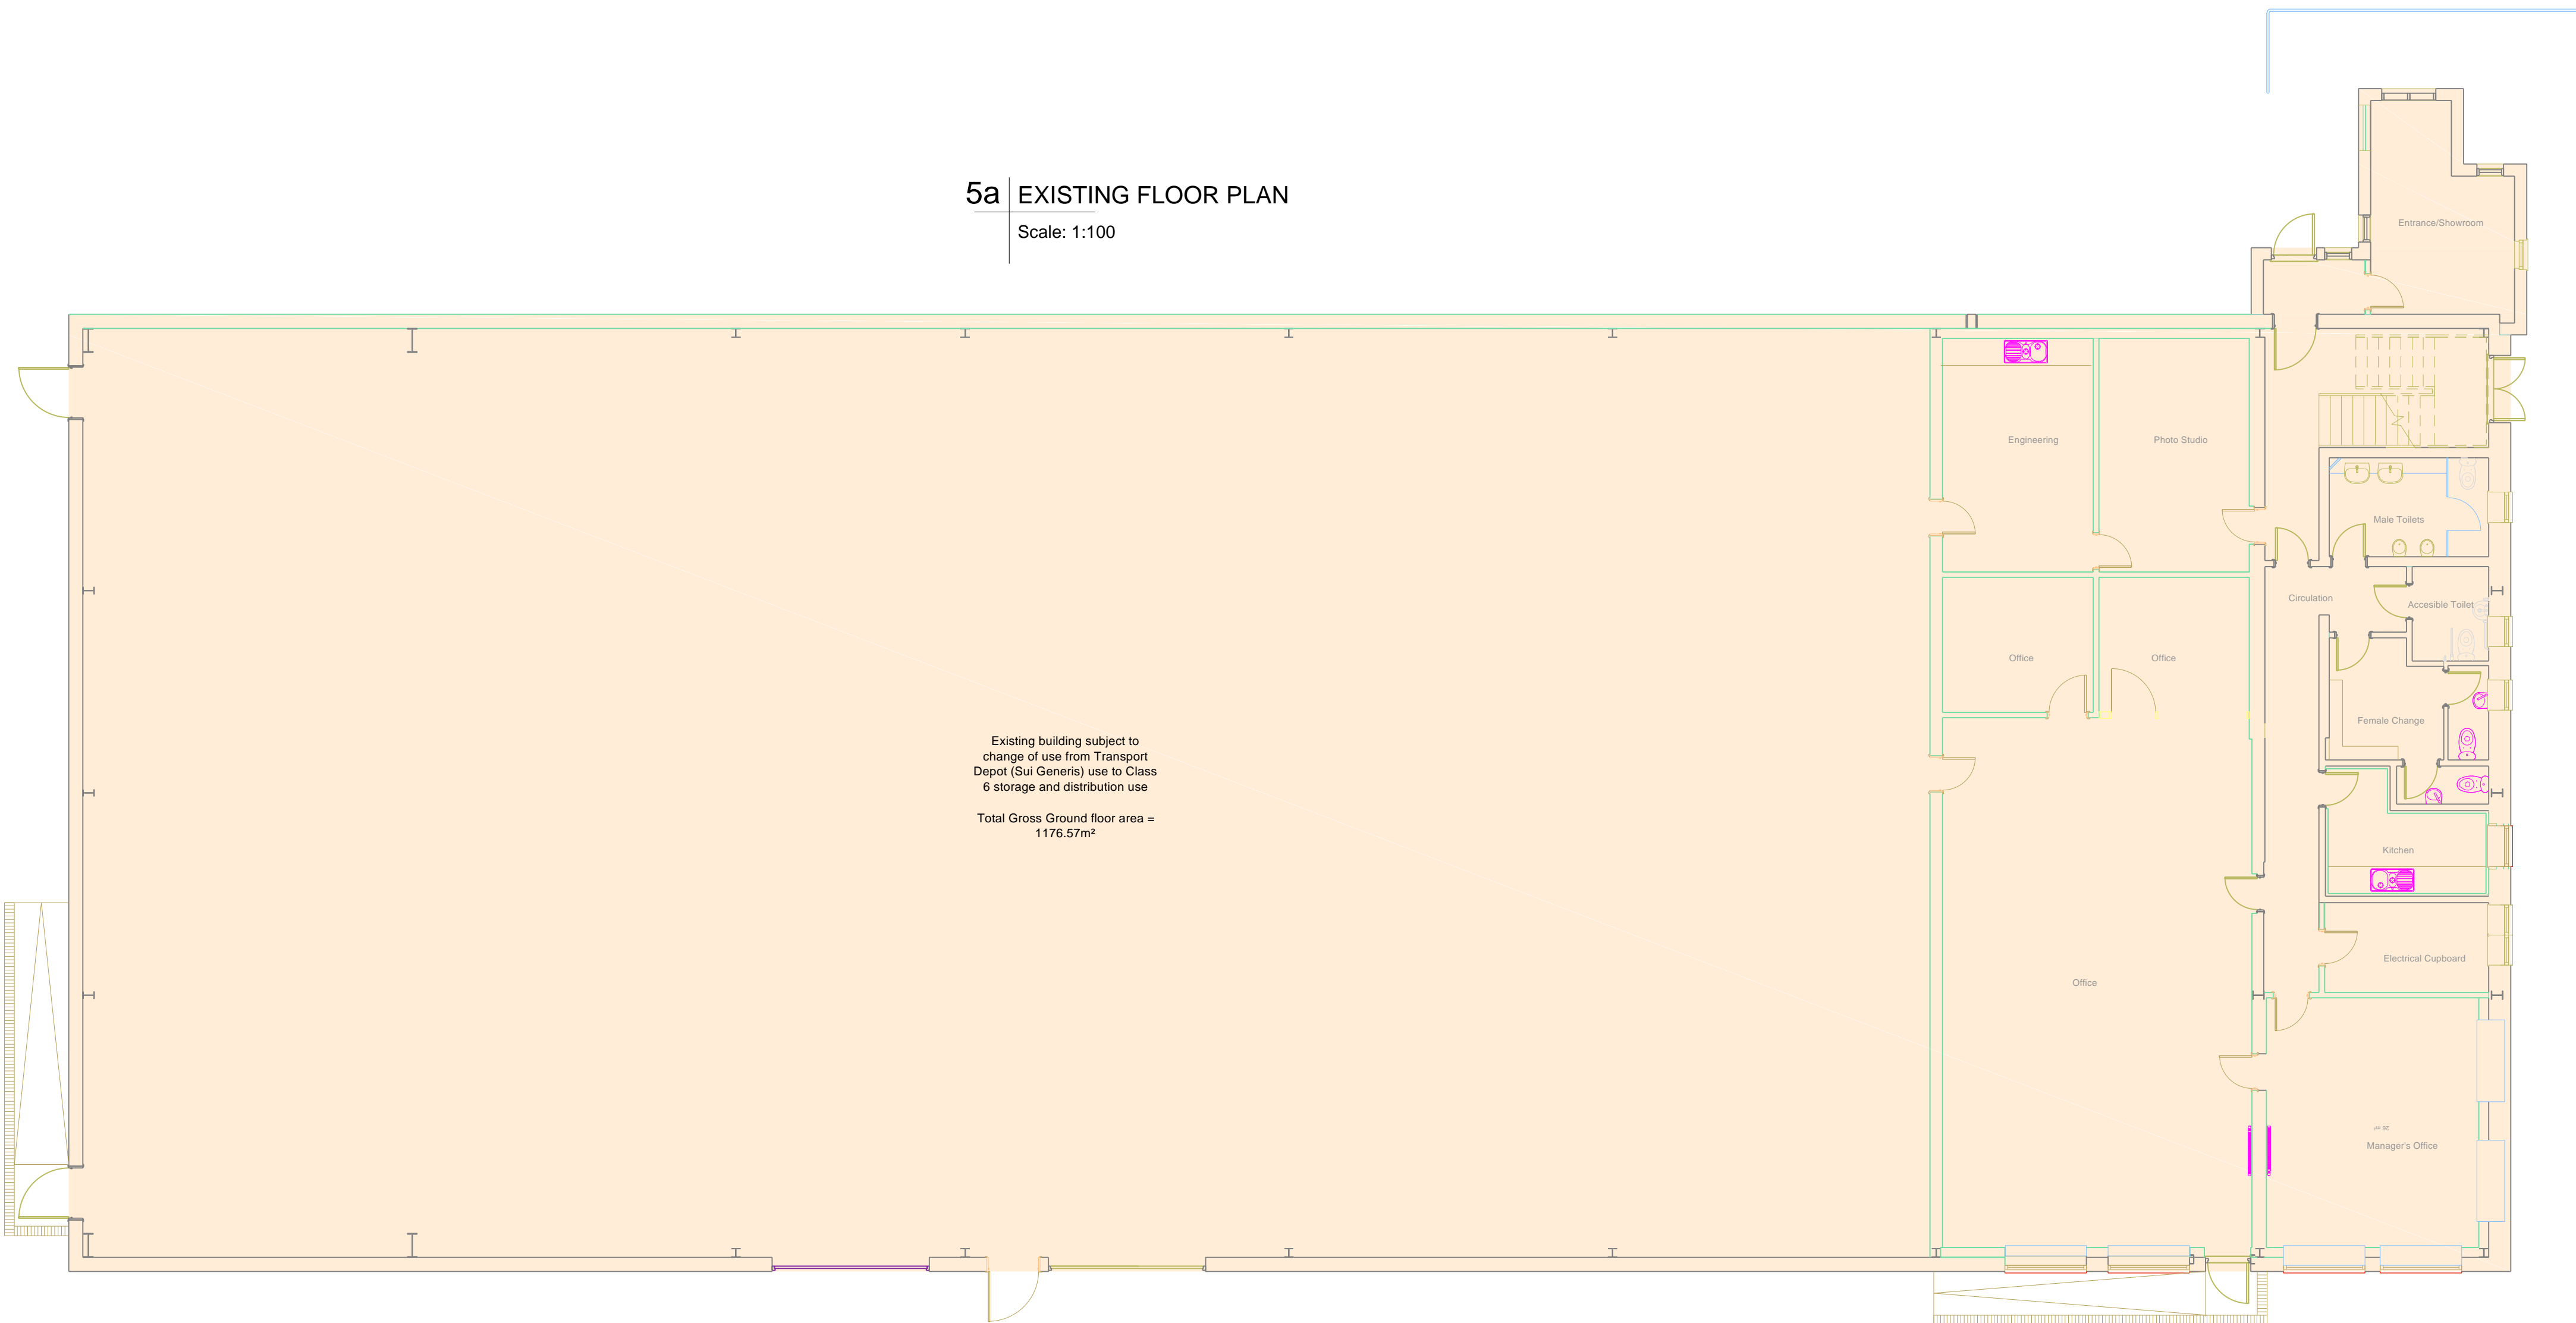 5a EXISTING FLOOR PLAN
Scale: 1:100
Entrance/Showroom
Engineering
Photo Studio
Male Toilets
Circulation
Accesible Toilet
Office
Office
Female Change
Existing building subject to
change of use from Transport
Depot (Sui Generis) use to Class
6 storage and distribution use
Total Gross Ground floor area =
1176.57m²
Kitchen
Electrical Cupboard
Office
26 m²
Manager's Office